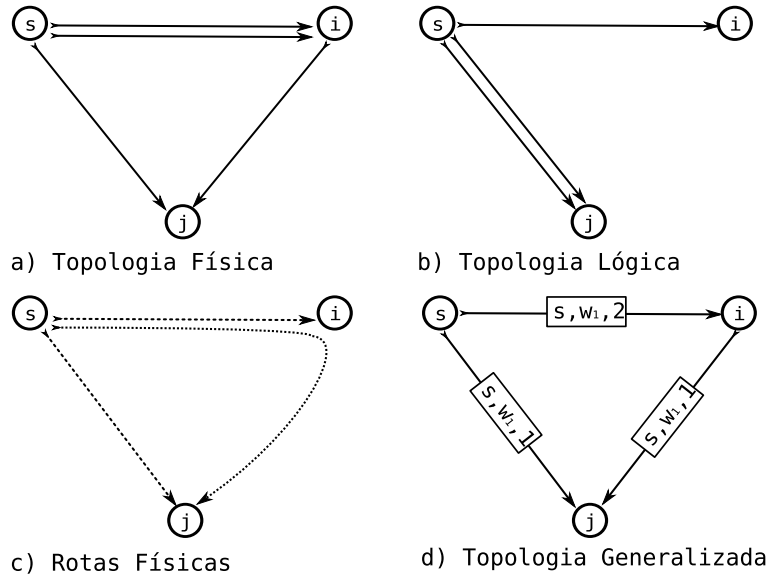 s
i
j
a) Topologia Física
s
i
j
b) Topologia Lógica
s
i
j
c) Rotas Físicas
s
s,w₁,2
i
s,w₁,1
s,w₁,1
j
d) Topologia Generalizada